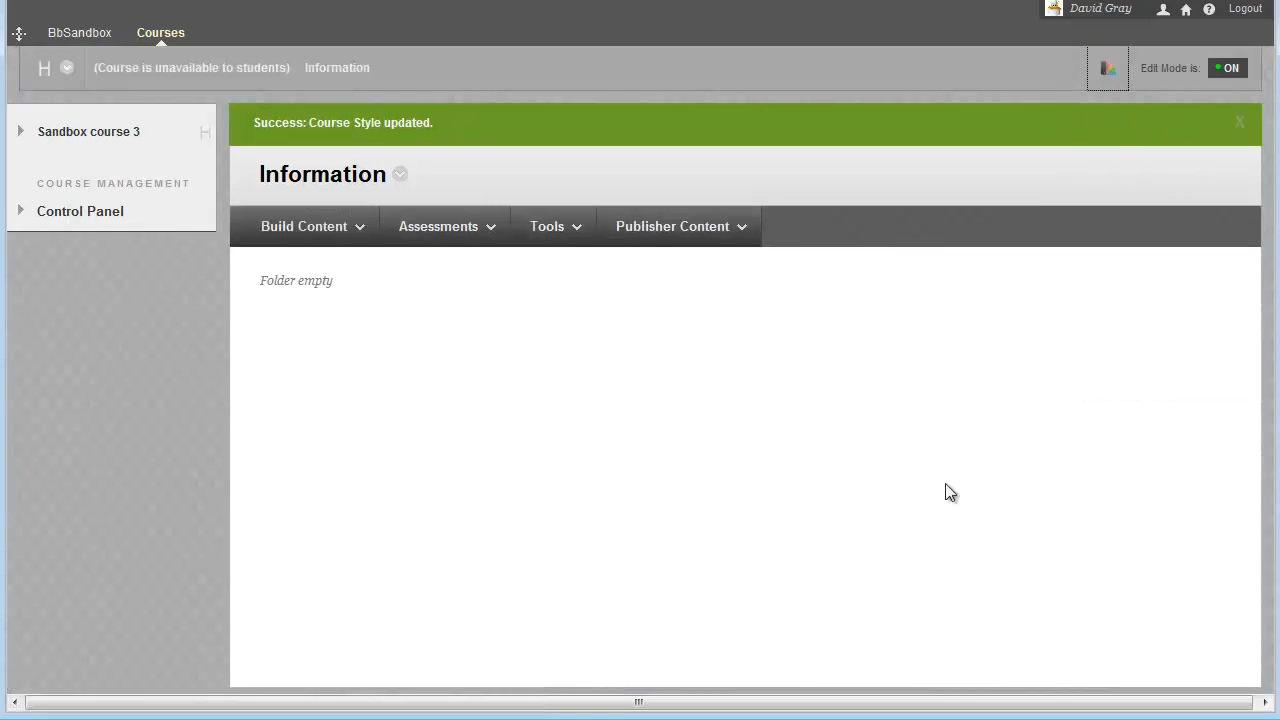 David Gray
Logout
BbSandbox
Courses
(Course is unavailable to students)
Information
Edit Mode is:
ON
Sandbox course 3
COURSE MANAGEMENT
Control Panel
Success: Course Style updated.
X
Information
Build Content
Assessments
Tools
Publisher Content
Folder empty